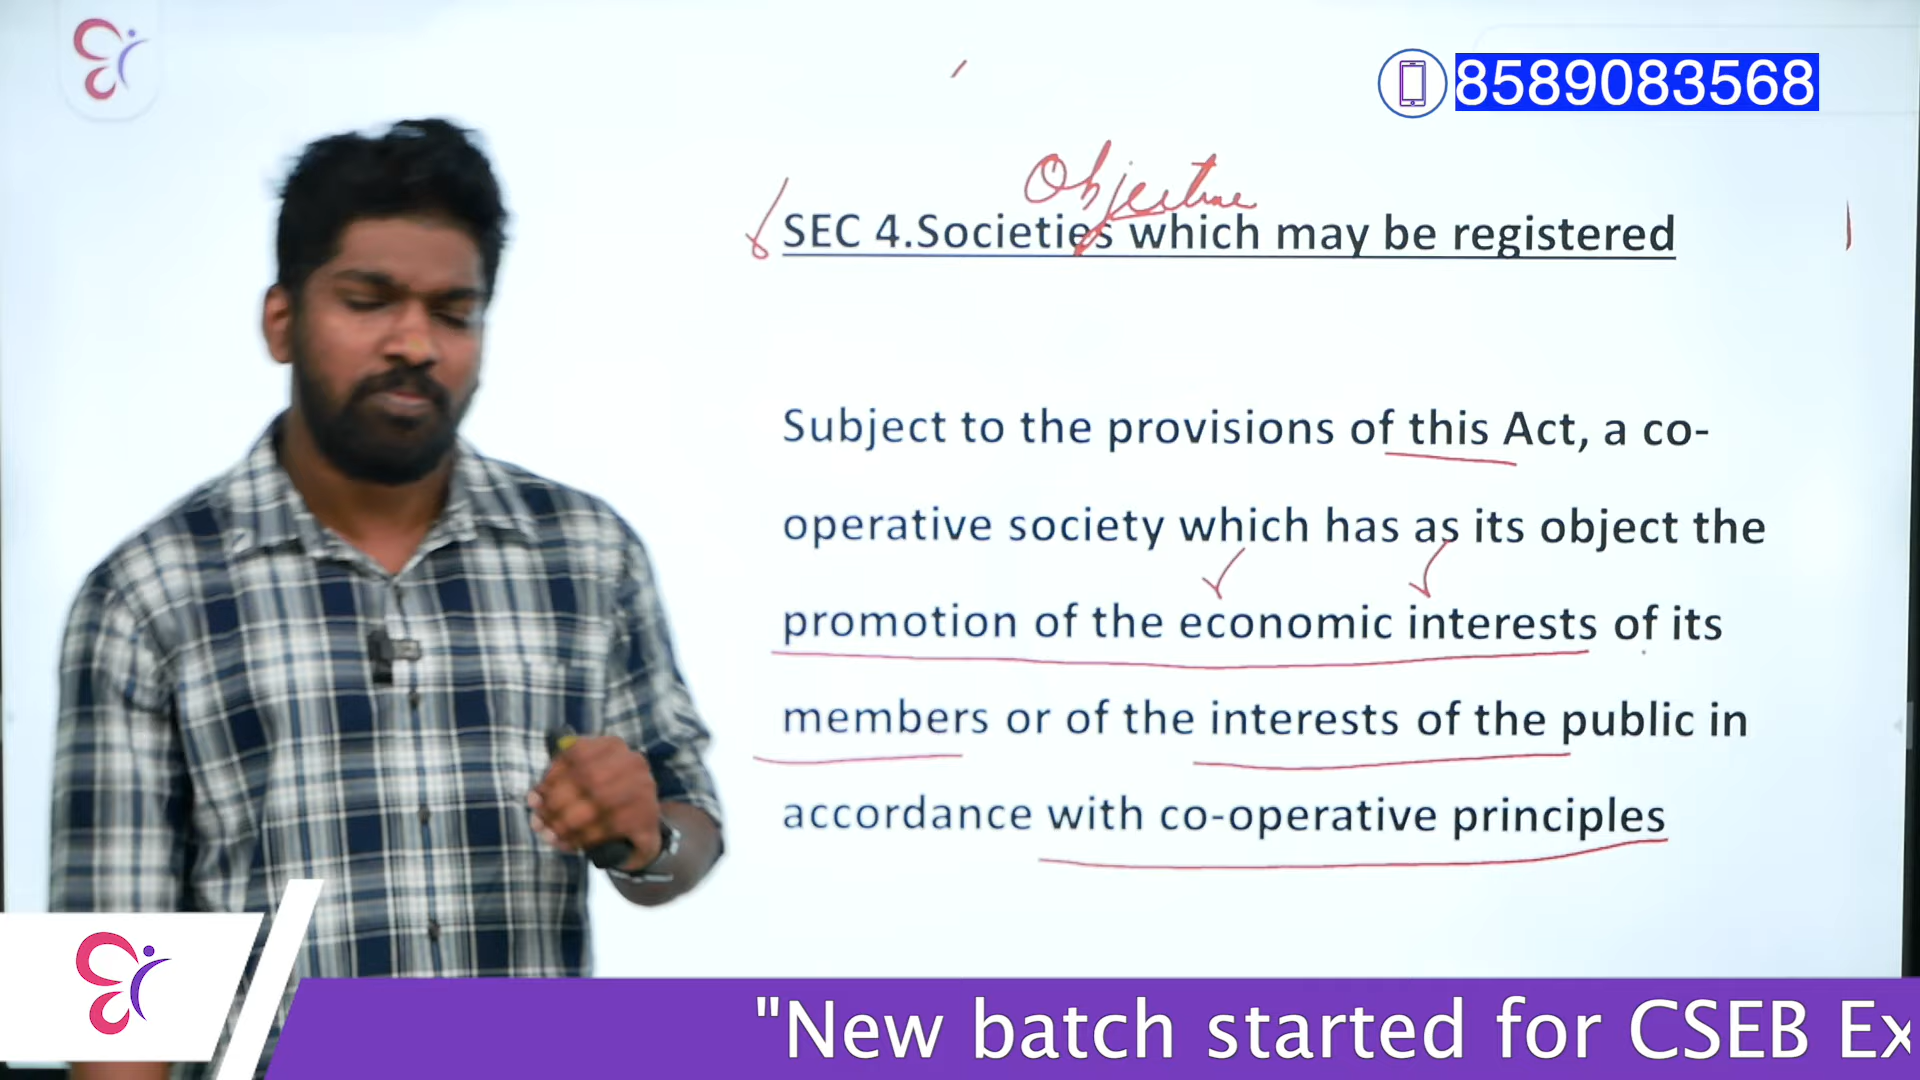 8589083568
Objective
SEC 4.Societies which may be registered
Subject to the provisions of this Act, a co-
operative society which has as its object the
promotion of the economic interests of its
members or of the interests of the public in
accordance with co-operative principles
"New batch started for CSEB Ex